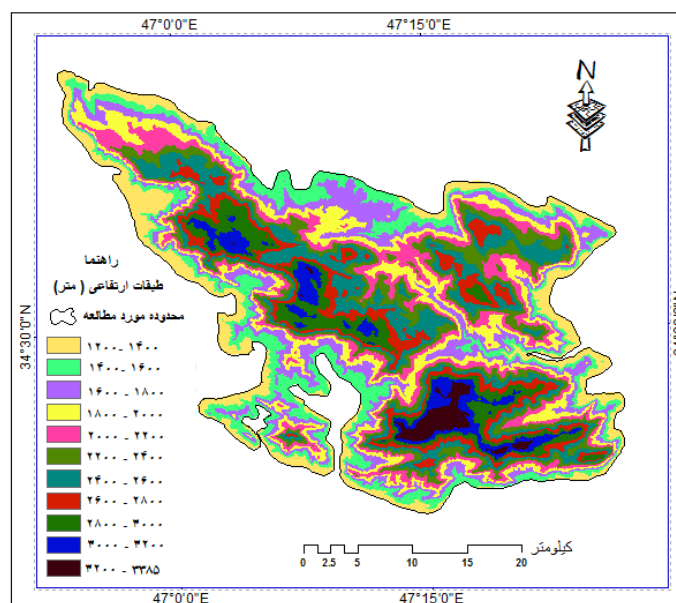 47°0'0"E 47°15'0"E
N
34°30'0"N
راهنما
طبقات ارتفاعی ( متر)
محدوده مورد مطالعه
۱۲۰۰ - ۱۴۰۰
۱۴۰۰ - ۱۶۰۰
۱۶۰۰ - ۱۸۰۰
۱۸۰۰ - ۲۰۰۰
۲۰۰۰ - ۲۲۰۰
۲۲۰۰ - ۲۴۰۰
۲۴۰۰ - ۲۶۰۰
۲۶۰۰ - ۲۸۰۰
۲۸۰۰ - ۳۰۰۰
۳۰۰۰ - ۳۲۰۰
۳۲۰۰ - ۳۳۸۵
کیلومتر
0 2.5 5 10 15 20
47°0'0"E 47°15'0"E